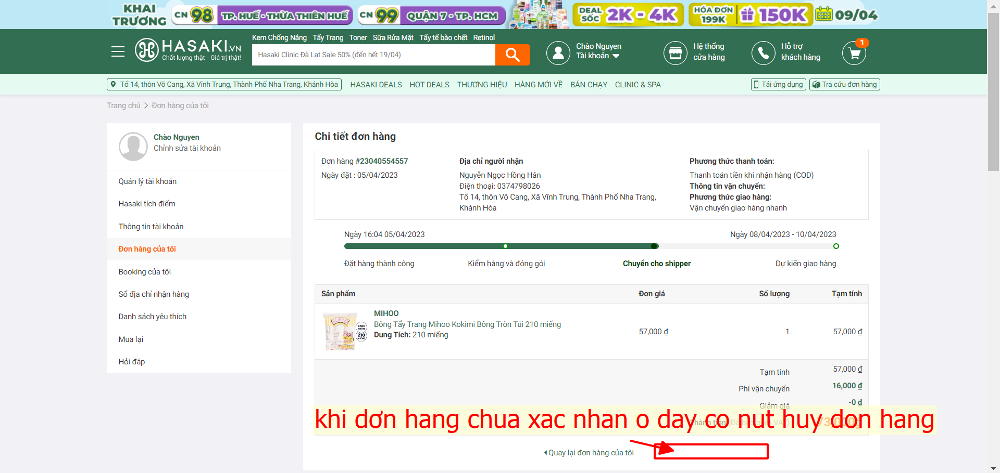 KHAI TRƯƠNG
CN 98 TP. HUẾ - THỪA THIÊN HUẾ
CN 99 QUẬN 7 - TP. HCM
DEAL SỐC 2K - 4K
HÓA ĐƠN 199K 150K
09/04
HASAKI.VN
Chất lượng thật - Giá trị thật!
Kem Chống Nắng Tẩy Trang Toner Sữa Rửa Mặt Tẩy tế bào chết Retinol
Hasaki Clinic Đà Lạt Sale 50% (đến hết 19/04)
Chào Nguyen
Tài khoản
Hệ thống
cửa hàng
Hỗ trợ
khách hàng
1
Tổ 14, thôn Võ Cang, Xã Vĩnh Trung, Thành Phố Nha Trang, Khánh Hòa
HASAKI DEALS HOT DEALS THƯƠNG HIỆU HÀNG MỚI VỀ BÁN CHẠY CLINIC & SPA
Tải ứng dụng
Tra cứu đơn hàng
Trang chủ > Đơn hàng của tôi
Chào Nguyen
Chỉnh sửa tài khoản
Quản lý tài khoản
Hasaki tích điểm
Thông tin tài khoản
Đơn hàng của tôi
Booking của tôi
Sổ địa chỉ nhận hàng
Danh sách yêu thích
Mua lại
Hỏi đáp
Chi tiết đơn hàng
Đơn hàng #23040554557
Ngày đặt : 05/04/2023
Địa chỉ người nhận
Nguyễn Ngọc Hồng Hân
Điện thoại: 0374798026
Tổ 14, thôn Võ Cang, Xã Vĩnh Trung, Thành Phố Nha Trang,
Khánh Hòa
Phương thức thanh toán:
Thanh toán tiền khi nhận hàng (COD)
Thông tin vận chuyển:
Phương thức giao hàng:
Vận chuyển giao hàng nhanh
Ngày 16:04 05/04/2023
Ngày 08/04/2023 - 10/04/2023
Đặt hàng thành công
Kiểm hàng và đóng gói
Chuyển cho shipper
Dự kiến giao hàng
Sản phẩm Đơn giá Số lượng Tạm tính
KOKIMI
BÔNG TRÒN
210 MIẾNG
MIHOO
Bông Tẩy Trang Mihoo Kokimi Bông Tròn Túi 210 miếng
Dung Tích: 210 miếng
57,000 ₫ 1 57,000 ₫
Tạm tính 57,000 ₫
Phí vận chuyển 16,000 ₫
Giảm giá -0 ₫
Thành tiền (Đã bao gồm VAT) 73,000 ₫
khi dơn hang chua xac nhan o day co nut huy don hang
Quay lại đơn hàng của tôi